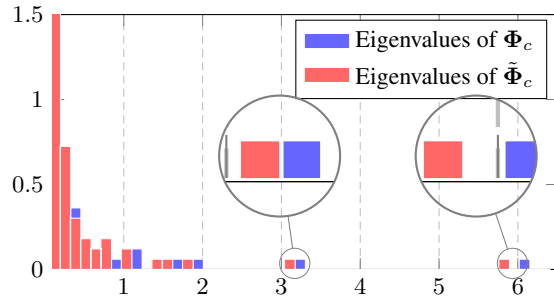 1.5
Eigenvalues of Φ_c
Eigenvalues of Φ̃_c
1
0.5
0
1 2 3 4 5 6